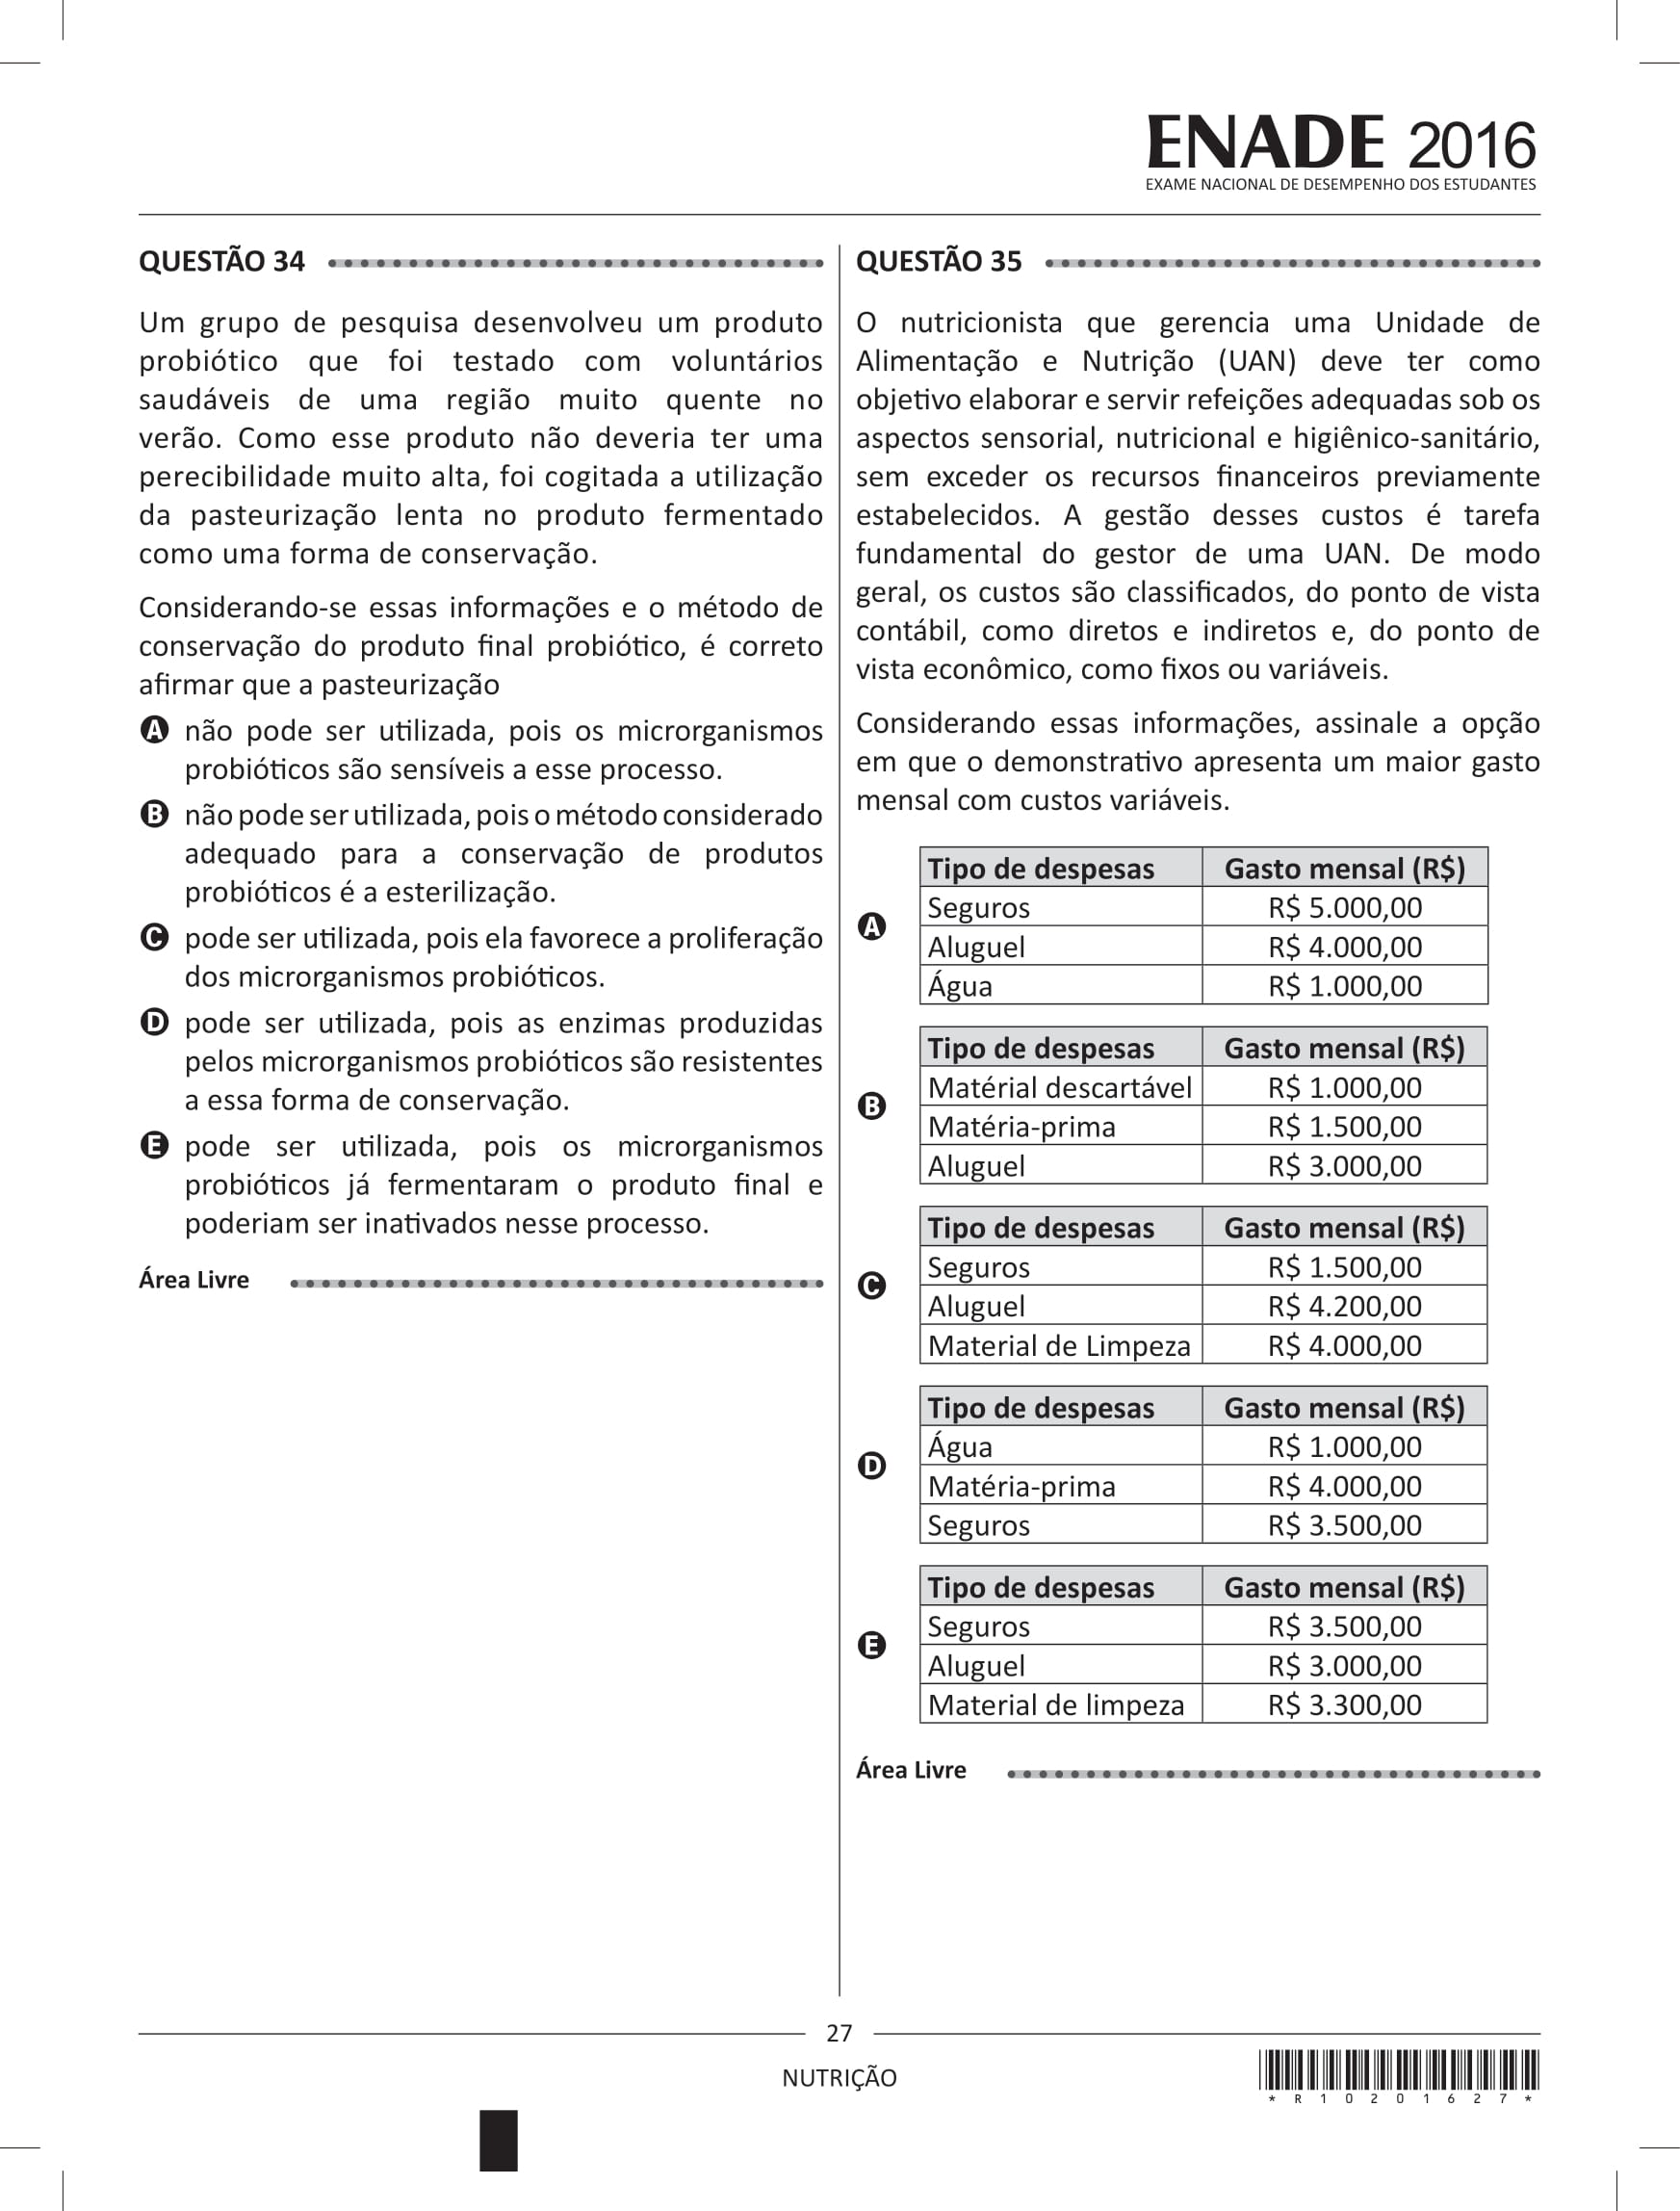 ENADE 2016
EXAME NACIONAL DE DESEMPENHO DOS ESTUDANTES
QUESTÃO 34
Um grupo de pesquisa desenvolveu um produto
probiótico que foi testado com voluntários
saudáveis de uma região muito quente no
verão. Como esse produto não deveria ter uma
perecibilidade muito alta, foi cogitada a utilização
da pasteurização lenta no produto fermentado
como uma forma de conservação.
Considerando-se essas informações e o método de
conservação do produto final probiótico, é correto
afirmar que a pasteurização
A não pode ser utilizada, pois os microrganismos
probióticos são sensíveis a esse processo.
B não pode ser utilizada, pois o método considerado
adequado para a conservação de produtos
probióticos é a esterilização.
C pode ser utilizada, pois ela favorece a proliferação
dos microrganismos probióticos.
D pode ser utilizada, pois as enzimas produzidas
pelos microrganismos probióticos são resistentes
a essa forma de conservação.
E pode ser utilizada, pois os microrganismos
probióticos já fermentaram o produto final e
poderiam ser inativados nesse processo.
Área Livre
QUESTÃO 35
O nutricionista que gerencia uma Unidade de
Alimentação e Nutrição (UAN) deve ter como
objetivo elaborar e servir refeições adequadas sob os
aspectos sensorial, nutricional e higiênico-sanitário,
sem exceder os recursos financeiros previamente
estabelecidos. A gestão desses custos é tarefa
fundamental do gestor de uma UAN. De modo
geral, os custos são classificados, do ponto de vista
contábil, como diretos e indiretos e, do ponto de
vista econômico, como fixos ou variáveis.
Considerando essas informações, assinale a opção
em que o demonstrativo apresenta um maior gasto
mensal com custos variáveis.
A
Tipo de despesas Gasto mensal (R$)
Seguros R$ 5.000,00
Aluguel R$ 4.000,00
Água R$ 1.000,00
B
Tipo de despesas Gasto mensal (R$)
Matérial descartável R$ 1.000,00
Matéria-prima R$ 1.500,00
Aluguel R$ 3.000,00
C
Tipo de despesas Gasto mensal (R$)
Seguros R$ 1.500,00
Aluguel R$ 4.200,00
Material de Limpeza R$ 4.000,00
D
Tipo de despesas Gasto mensal (R$)
Água R$ 1.000,00
Matéria-prima R$ 4.000,00
Seguros R$ 3.500,00
E
Tipo de despesas Gasto mensal (R$)
Seguros R$ 3.500,00
Aluguel R$ 3.000,00
Material de limpeza R$ 3.300,00
Área Livre
27
NUTRIÇÃO
* R 1 0 2 0 1 6 2 7 *